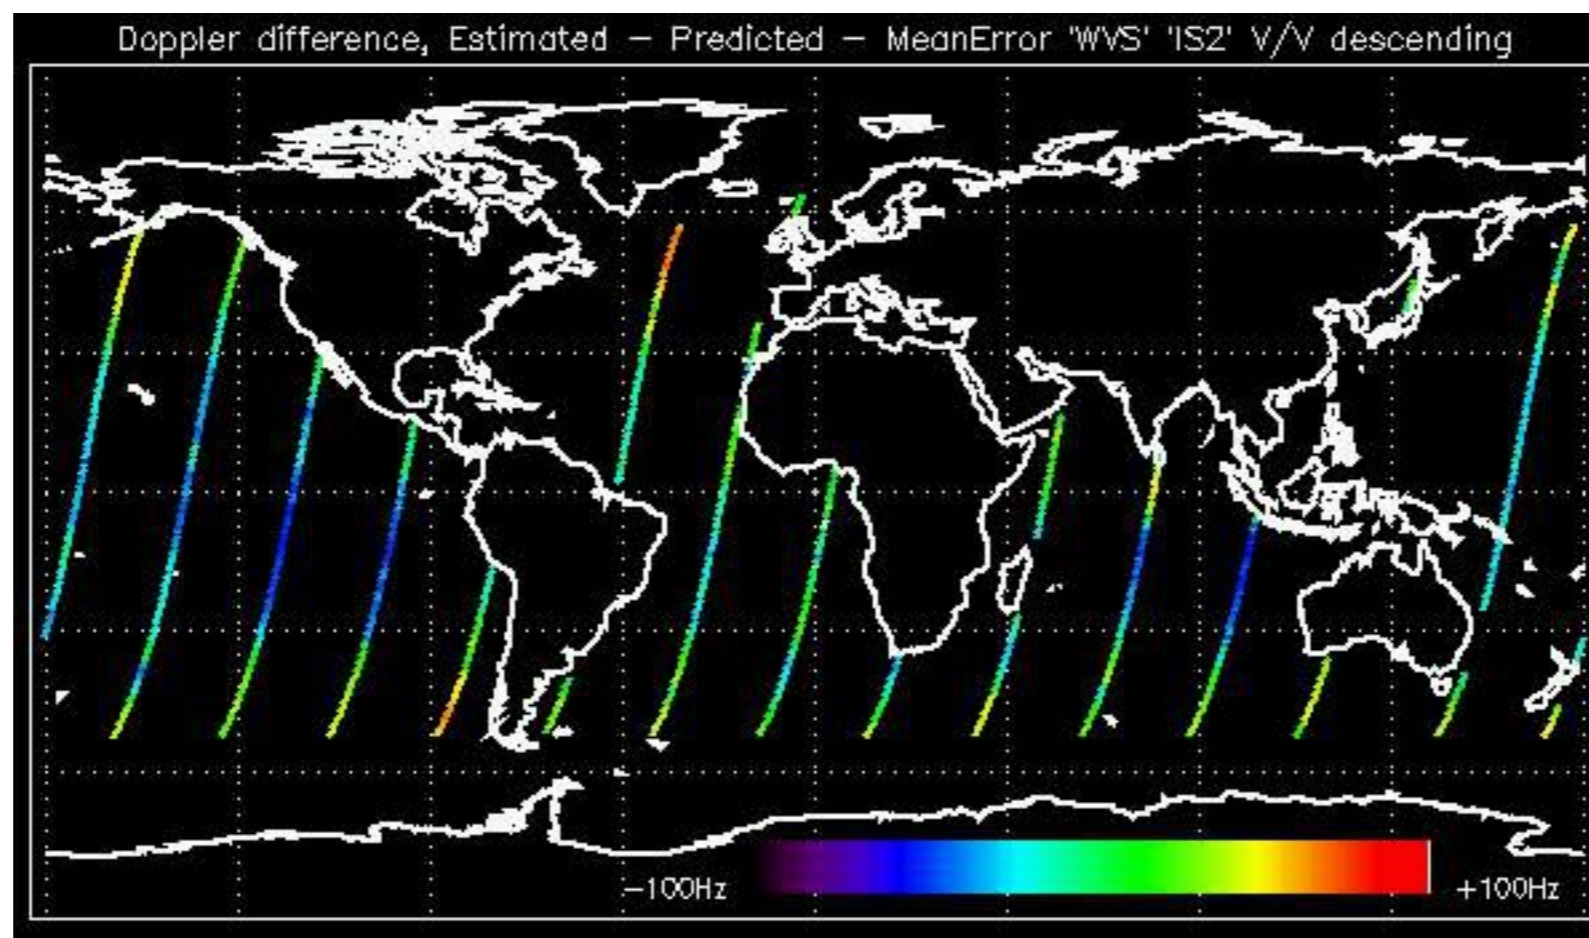 Doppler difference, Estimated – Predicted – MeanError 'WVS' 'IS2' V/V descending
-100Hz +100Hz